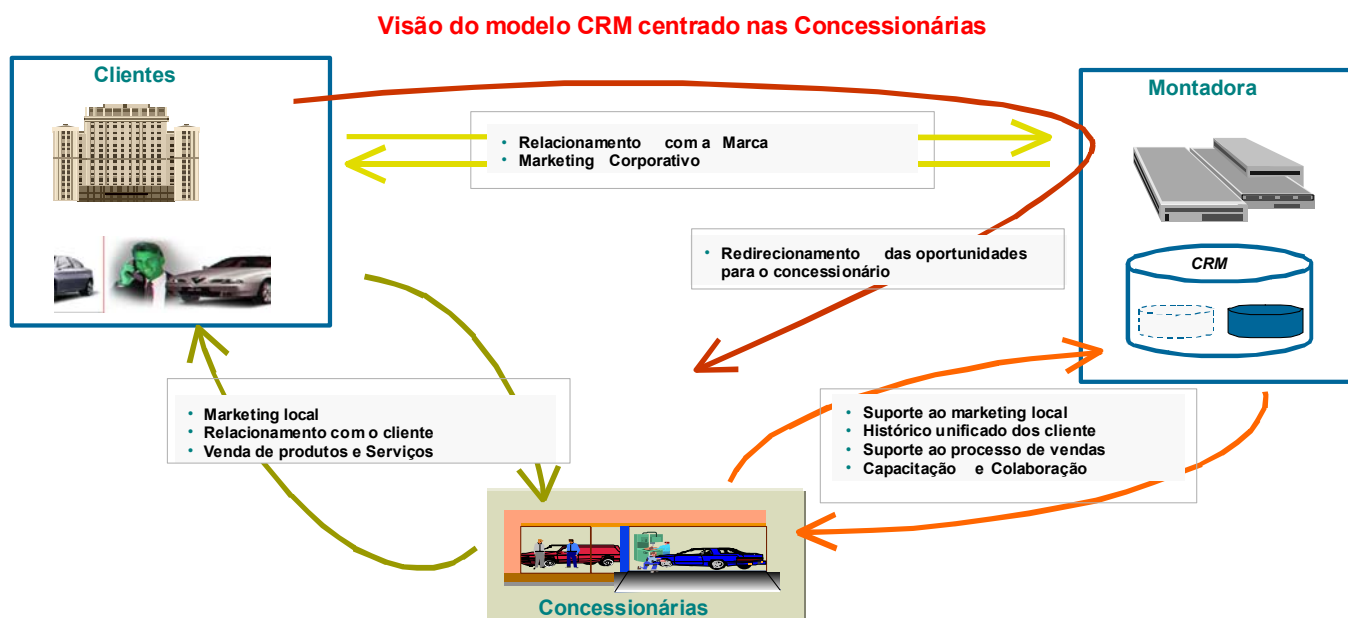 Visão do modelo CRM centrado nas Concessionárias
Clientes
Montadora
Relacionamento com a Marca
Marketing Corporativo
Redirecionamento das oportunidades
para o concessionário
CRM
Marketing local
Relacionamento com o cliente
Venda de produtos e Serviços
Suporte ao marketing local
Histórico unificado dos cliente
Suporte ao processo de vendas
Capacitação e Colaboração
Concessionárias